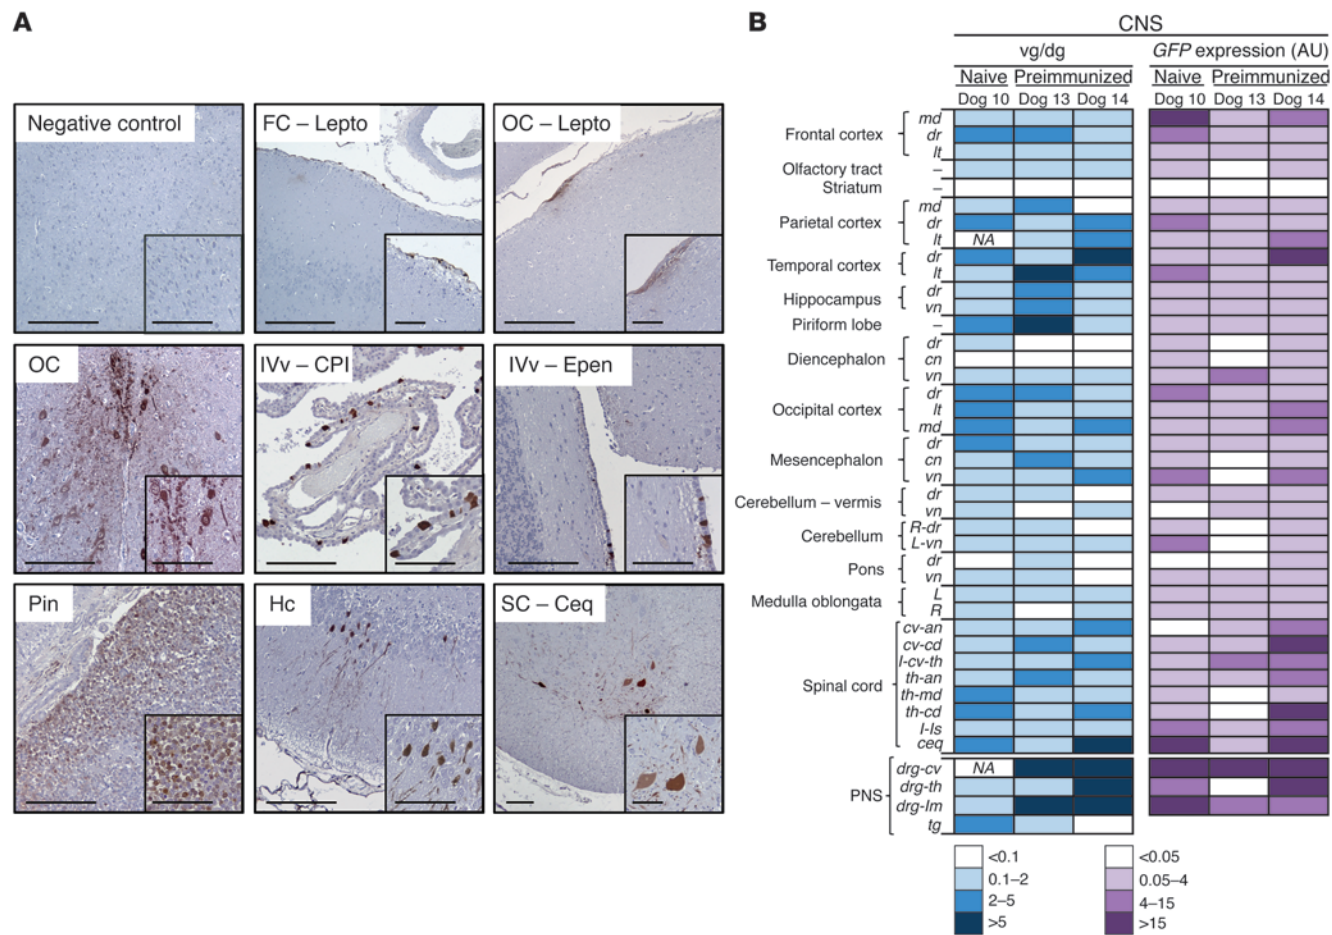 A
Negative control
FC – Lepto
OC – Lepto
OC
IVv – CPl
IVv – Epen
Pin
Hc
SC – Ceq
B
CNS
vg/dg
GFP expression (AU)
Naive Preimmunized Naive Preimmunized
Dog 10 Dog 13 Dog 14 Dog 10 Dog 13 Dog 14
Frontal cortex
md
dr
lt
Olfactory tract –
Striatum –
Parietal cortex
md
dr
lt NA
Temporal cortex
dr
lt
Hippocampus
dr
vn
Piriform lobe –
Diencephalon
dr
cn
vn
Occipital cortex
dr
lt
md
Mesencephalon
dr
cn
vn
Cerebellum – vermis
dr
vn
Cerebellum
R-dr
L-vn
Pons
dr
vn
Medulla oblongata
L
R
Spinal cord
cv-an
cv-cd
l-cv-th
th-an
th-md
th-cd
l-ls
ceq
PNS
drg-cv NA
drg-th
drg-lm
tg
<0.1 <0.05
0.1–2 0.05–4
2–5 4–15
>5 >15